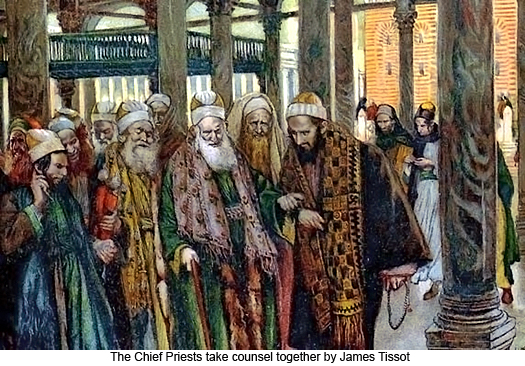 The Chief Priests take counsel together by James Tissot